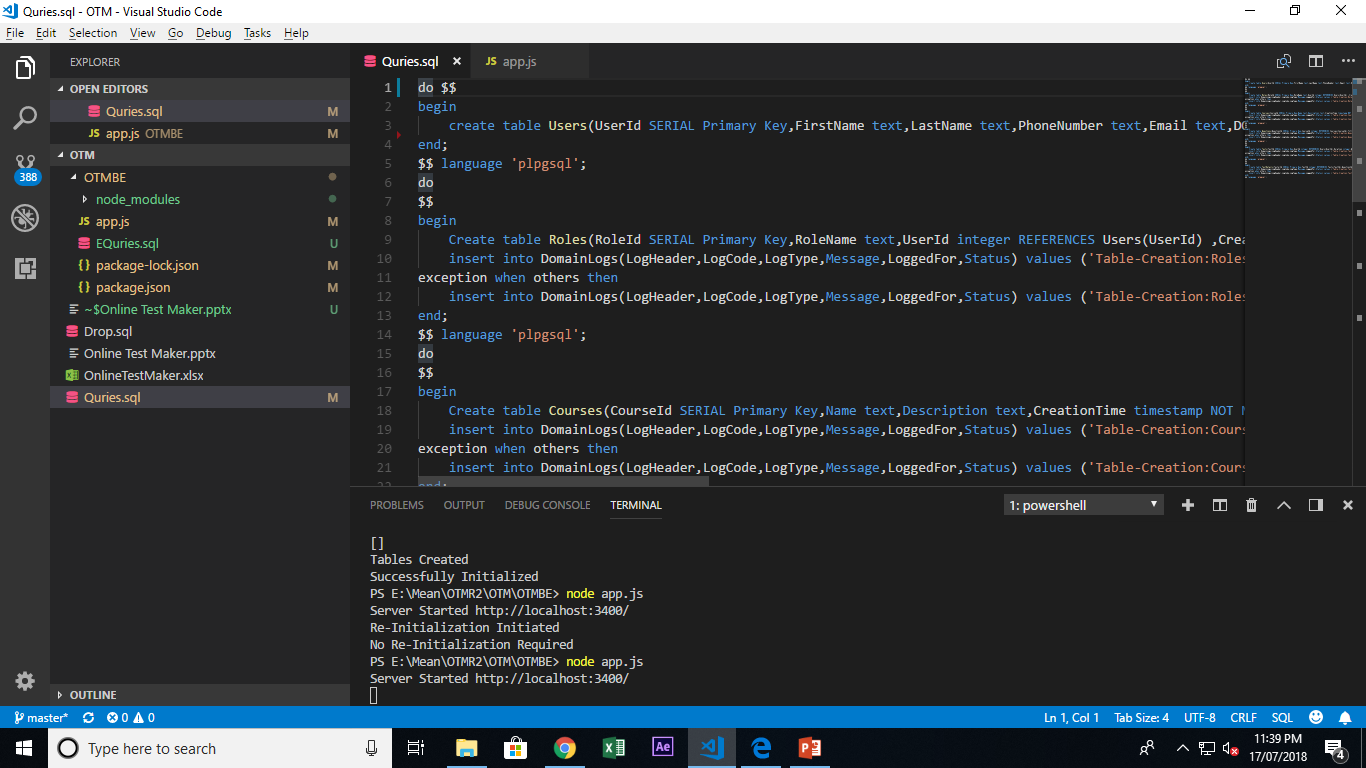 Quries.sql - OTM - Visual Studio Code
File Edit Selection View Go Debug Tasks Help
EXPLORER
OPEN EDITORS
Quries.sql M
JS app.js OTMBE M
OTM
OTMBE
node_modules
JS app.js M
EQuries.sql U
{} package-lock.json M
{} package.json M
~$Online Test Maker.pptx U
Drop.sql
Online Test Maker.pptx
OnlineTestMaker.xlsx
Quries.sql M
388
OUTLINE
Quries.sql × JS app.js
1 do $$
2 begin
3 create table Users(UserId SERIAL Primary Key,FirstName text,LastName text,PhoneNumber text,Email text,DO
4 end;
5 $$ language 'plpgsql';
6 do
7 $$
8 begin
9 Create table Roles(RoleId SERIAL Primary Key,RoleName text,UserId integer REFERENCES Users(UserId) ,Crea
10 insert into DomainLogs(LogHeader,LogCode,LogType,Message,LoggedFor,Status) values ('Table-Creation:Roles
11 exception when others then
12 insert into DomainLogs(LogHeader,LogCode,LogType,Message,LoggedFor,Status) values ('Table-Creation:Roles
13 end;
14 $$ language 'plpgsql';
15 do
16 $$
17 begin
18 Create table Courses(CourseId SERIAL Primary Key,Name text,Description text,CreationTime timestamp NOT N
19 insert into DomainLogs(LogHeader,LogCode,LogType,Message,LoggedFor,Status) values ('Table-Creation:Cours
20 exception when others then
21 insert into DomainLogs(LogHeader,LogCode,LogType,Message,LoggedFor,Status) values ('Table-Creation:Cours
22 end;
PROBLEMS OUTPUT DEBUG CONSOLE TERMINAL 1: powershell
[]
Tables Created
Successfully Initialized
PS E:\Mean\OTMR2\OTM\OTMBE> node app.js
Server Started http://localhost:3400/
Re-Initialization Initiated
No Re-Initialization Required
PS E:\Mean\OTMR2\OTM\OTMBE> node app.js
Server Started http://localhost:3400/
master* 0 0 Ln 1, Col 1 Tab Size: 4 UTF-8 CRLF SQL
Type here to search
Ae
11:39 PM
17/07/2018
4